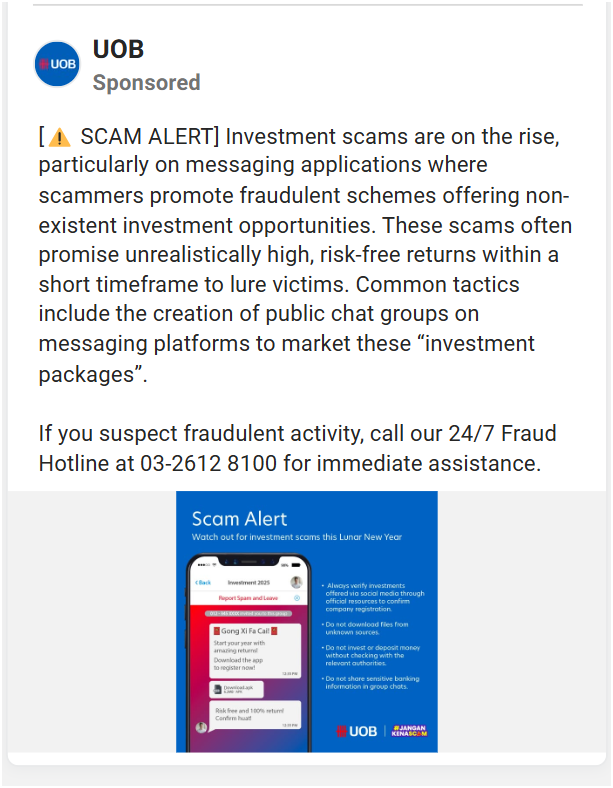 UOB
UOB
Sponsored
[⚠ SCAM ALERT] Investment scams are on the rise,
particularly on messaging applications where
scammers promote fraudulent schemes offering non-
existent investment opportunities. These scams often
promise unrealistically high, risk-free returns within a
short timeframe to lure victims. Common tactics
include the creation of public chat groups on
messaging platforms to market these “investment
packages”.
If you suspect fraudulent activity, call our 24/7 Fraud
Hotline at 03-2612 8100 for immediate assistance.
Scam Alert
Watch out for investment scams this Lunar New Year
Back
Investment 2025
Report Spam and Leave
Gong Xi Fa Cai!
Start your year with
amazing returns!
Download the app
to register now!
12.30 PM
Download.apk
Risk free and 100% return!
Confirm huat!
12.30 PM
• Always verify investments
offered via social media through
official resources to confirm
company registration.
• Do not download files from
unknown sources.
• Do not invest or deposit money
without checking with the
relevant authorities.
• Do not share sensitive banking
information in group chats.
UOB
#JANGAN
KENASCAM